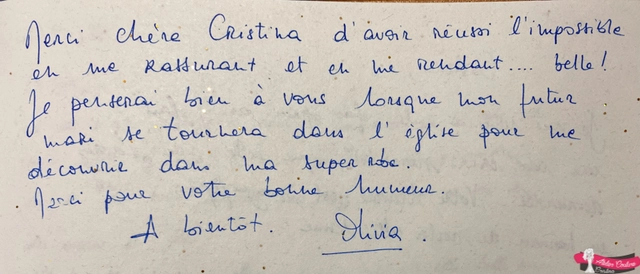 Merci chère Cristina d'avoir réussi l'impossible
en me rassurant et en me rendant.... belle!
Je penserai bien à vous lorsque mon futur
mari se tournera dans l'église pour me
découvrir dans ma super robe.
Merci pour votre bonne humeur.
A bientôt. Olivia.
Atelier Couture